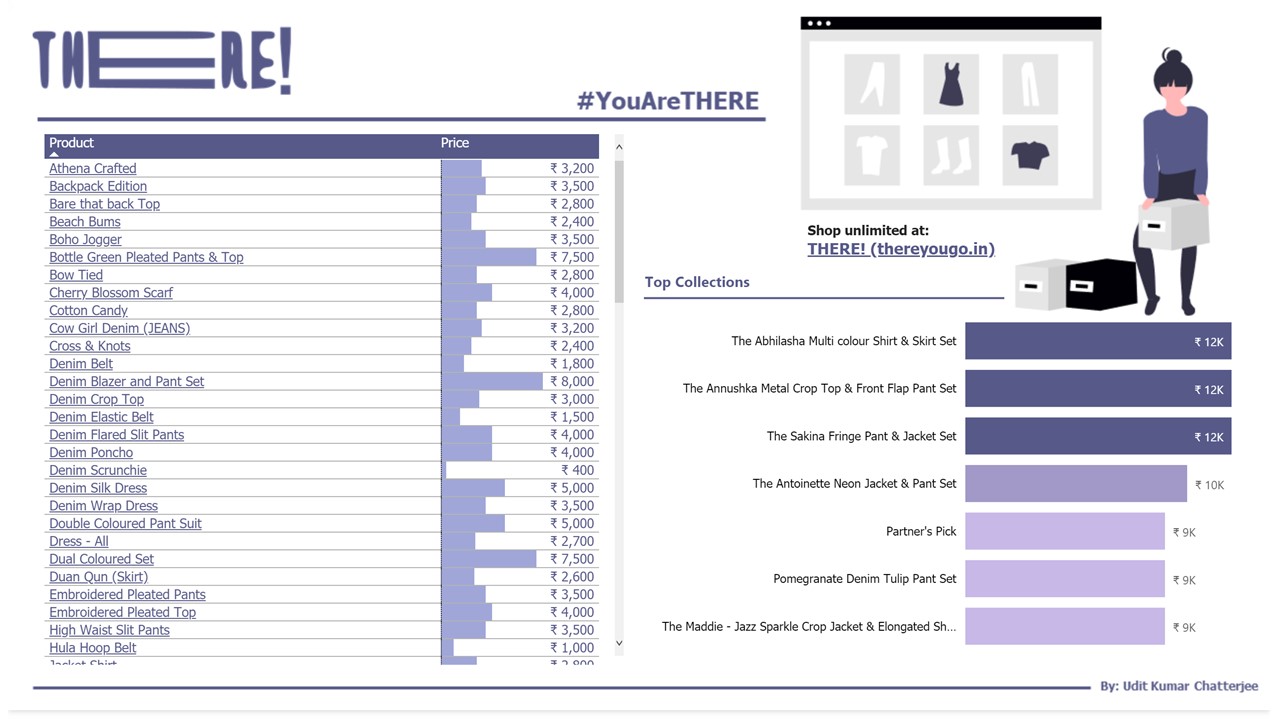 THERE!
#YouAreTHERE
Product Price
Athena Crafted ₹ 3,200
Backpack Edition ₹ 3,500
Bare that back Top ₹ 2,800
Beach Bums ₹ 2,400
Boho Jogger ₹ 3,500
Bottle Green Pleated Pants & Top ₹ 7,500
Bow Tied ₹ 2,800
Cherry Blossom Scarf ₹ 4,000
Cotton Candy ₹ 2,800
Cow Girl Denim (JEANS) ₹ 3,200
Cross & Knots ₹ 2,400
Denim Belt ₹ 1,800
Denim Blazer and Pant Set ₹ 8,000
Denim Crop Top ₹ 3,000
Denim Elastic Belt ₹ 1,500
Denim Flared Slit Pants ₹ 4,000
Denim Poncho ₹ 4,000
Denim Scrunchie ₹ 400
Denim Silk Dress ₹ 5,000
Denim Wrap Dress ₹ 3,500
Double Coloured Pant Suit ₹ 5,000
Dress - All ₹ 2,700
Dual Coloured Set ₹ 7,500
Duan Qun (Skirt) ₹ 2,600
Embroidered Pleated Pants ₹ 3,500
Embroidered Pleated Top ₹ 4,000
High Waist Slit Pants ₹ 3,500
Hula Hoop Belt ₹ 1,000
Jacket Shirt ₹ 2,800
Shop unlimited at:
THERE! (thereyougo.in)
Top Collections
The Abhilasha Multi colour Shirt & Skirt Set ₹ 12K
The Annushka Metal Crop Top & Front Flap Pant Set ₹ 12K
The Sakina Fringe Pant & Jacket Set ₹ 12K
The Antoinette Neon Jacket & Pant Set ₹ 10K
Partner's Pick ₹ 9K
Pomegranate Denim Tulip Pant Set ₹ 9K
The Maddie - Jazz Sparkle Crop Jacket & Elongated Sh... ₹ 9K
By: Udit Kumar Chatterjee